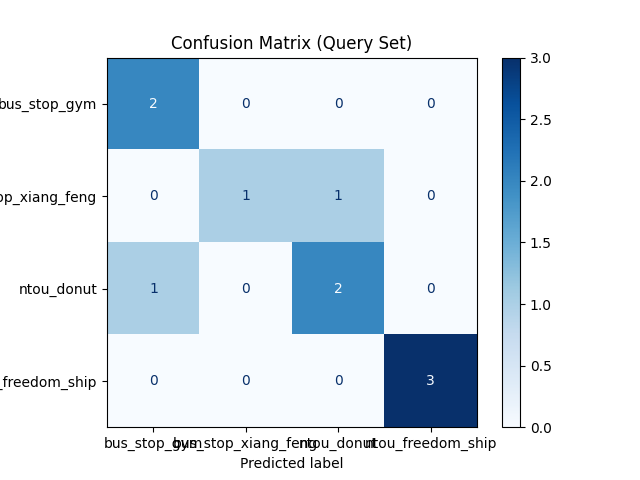 Confusion Matrix (Query Set)
bus_stop_gym 2 0 0 0
op_xiang_feng 0 1 1 0
ntou_donut 1 0 2 0
_freedom_ship 0 0 0 3
bus_stop_gym bus_stop_xiang_feng ntou_donut ntou_freedom_ship
Predicted label
3.0
2.5
2.0
1.5
1.0
0.5
0.0